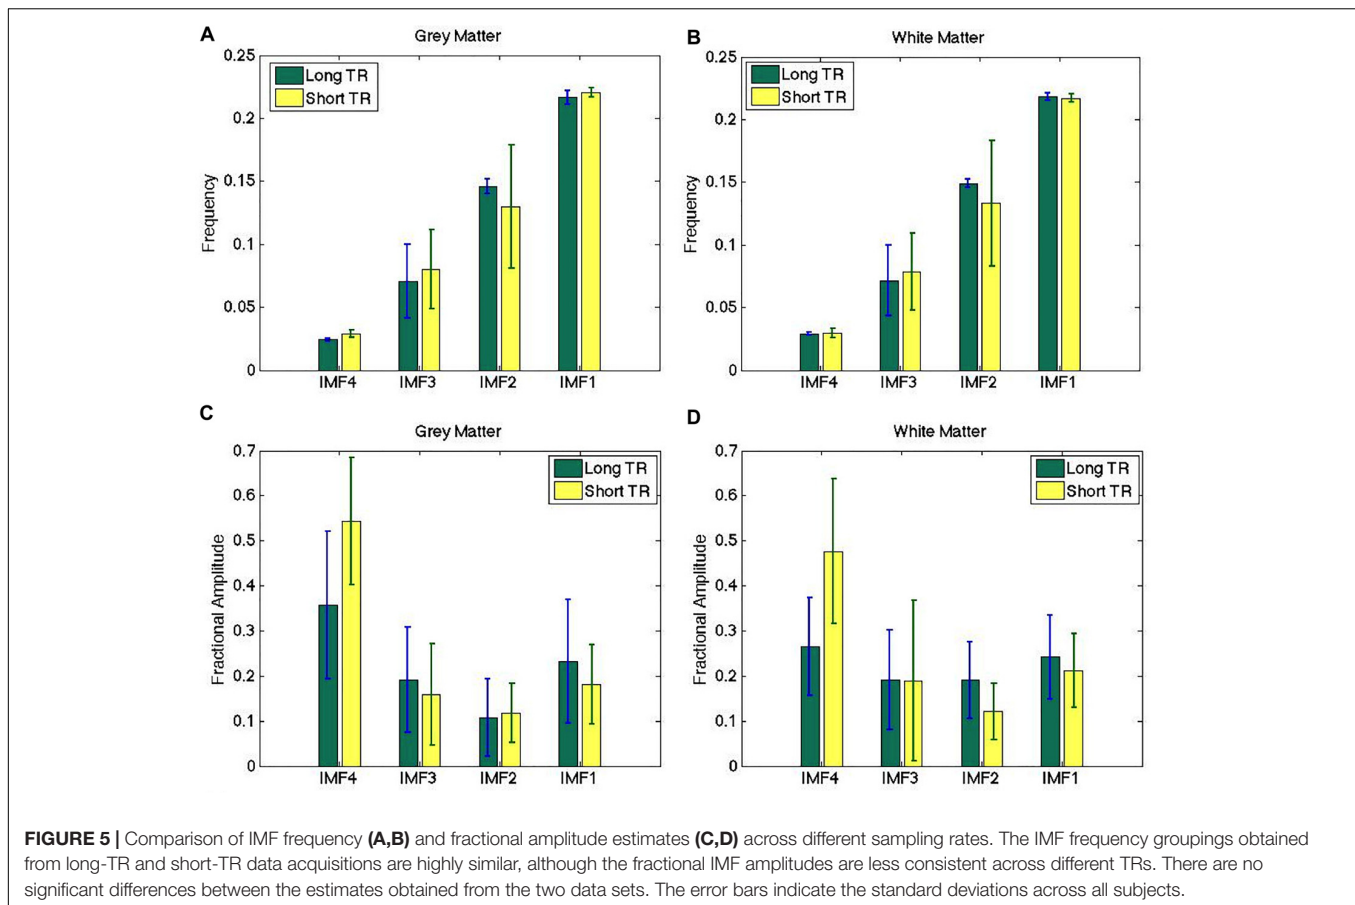 A
Grey Matter
0.25
0.2
0.15
0.1
0.05
0
Frequency
Long TR
Short TR
IMF4 IMF3 IMF2 IMF1
B
White Matter
0.25
0.2
0.15
0.1
0.05
0
Frequency
Long TR
Short TR
IMF4 IMF3 IMF2 IMF1
C
Grey Matter
0.7
0.6
0.5
0.4
0.3
0.2
0.1
0
Fractional Amplitude
Long TR
Short TR
IMF4 IMF3 IMF2 IMF1
D
White Matter
0.7
0.6
0.5
0.4
0.3
0.2
0.1
0
Fractional Amplitude
Long TR
Short TR
IMF4 IMF3 IMF2 IMF1
FIGURE 5 | Comparison of IMF frequency (A,B) and fractional amplitude estimates (C,D) across different sampling rates. The IMF frequency groupings obtained
from long-TR and short-TR data acquisitions are highly similar, although the fractional IMF amplitudes are less consistent across different TRs. There are no
significant differences between the estimates obtained from the two data sets. The error bars indicate the standard deviations across all subjects.